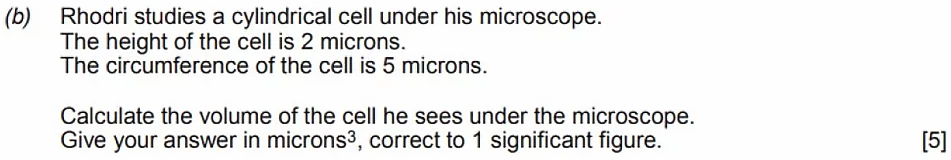 (b) Rhodri studies a cylindrical cell under his microscope.
The height of the cell is 2 microns.
The circumference of the cell is 5 microns.
Calculate the volume of the cell he sees under the microscope.
Give your answer in microns³, correct to 1 significant figure. [5]